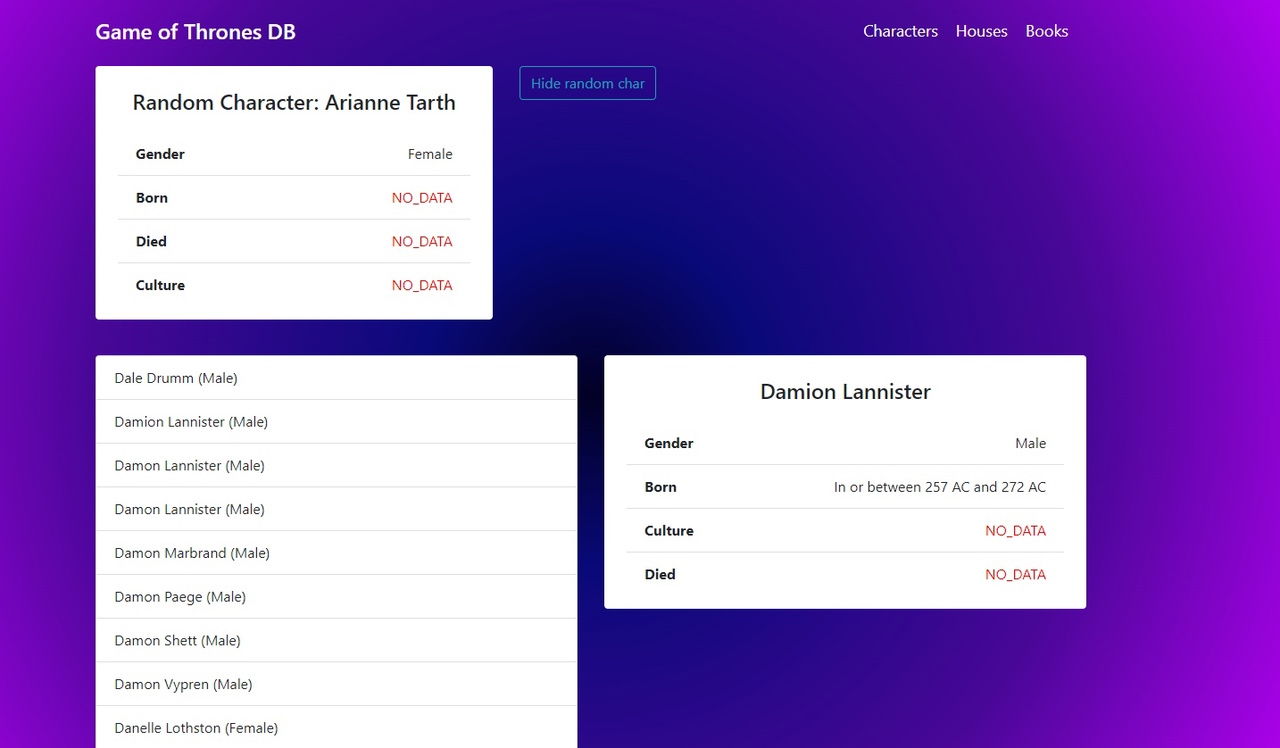 Game of Thrones DB
Characters Houses Books
Random Character: Arianne Tarth
Gender Female
Born NO_DATA
Died NO_DATA
Culture NO_DATA
Hide random char
Dale Drumm (Male)
Damion Lannister (Male)
Damon Lannister (Male)
Damon Lannister (Male)
Damon Marbrand (Male)
Damon Paege (Male)
Damon Shett (Male)
Damon Vypren (Male)
Danelle Lothston (Female)
Damion Lannister
Gender Male
Born In or between 257 AC and 272 AC
Culture NO_DATA
Died NO_DATA